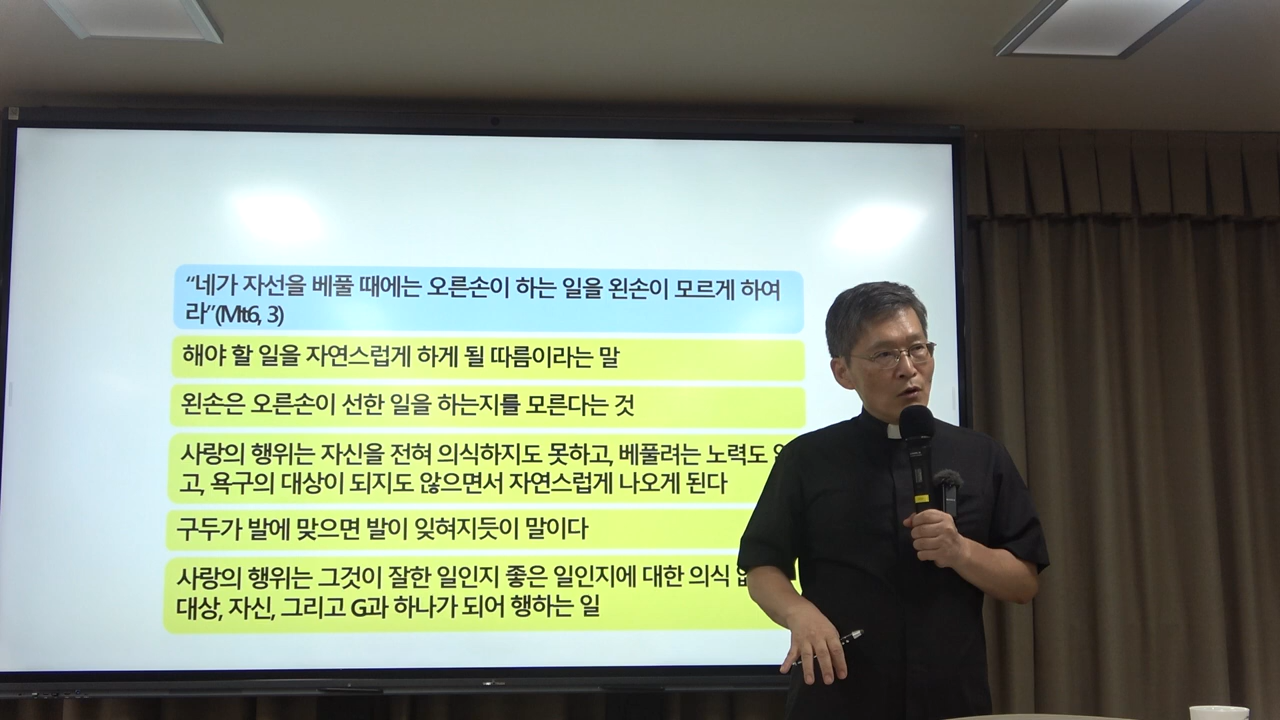 “네가 자선을 베풀 때에는 오른손이 하는 일을 왼손이 모르게 하여
라”(Mt6, 3)
해야 할 일을 자연스럽게 하게 될 따름이라는 말
왼손은 오른손이 선한 일을 하는지를 모른다는 것
사랑의 행위는 자신을 전혀 의식하지도 못하고, 베풀려는 노력도
고, 욕구의 대상이 되지도 않으면서 자연스럽게 나오게 된다
구두가 발에 맞으면 발이 잊혀지듯이 말이다
사랑의 행위는 그것이 잘한 일인지 좋은 일인지에 대한 의식
대상, 자신, 그리고 G과 하나가 되어 행하는 일